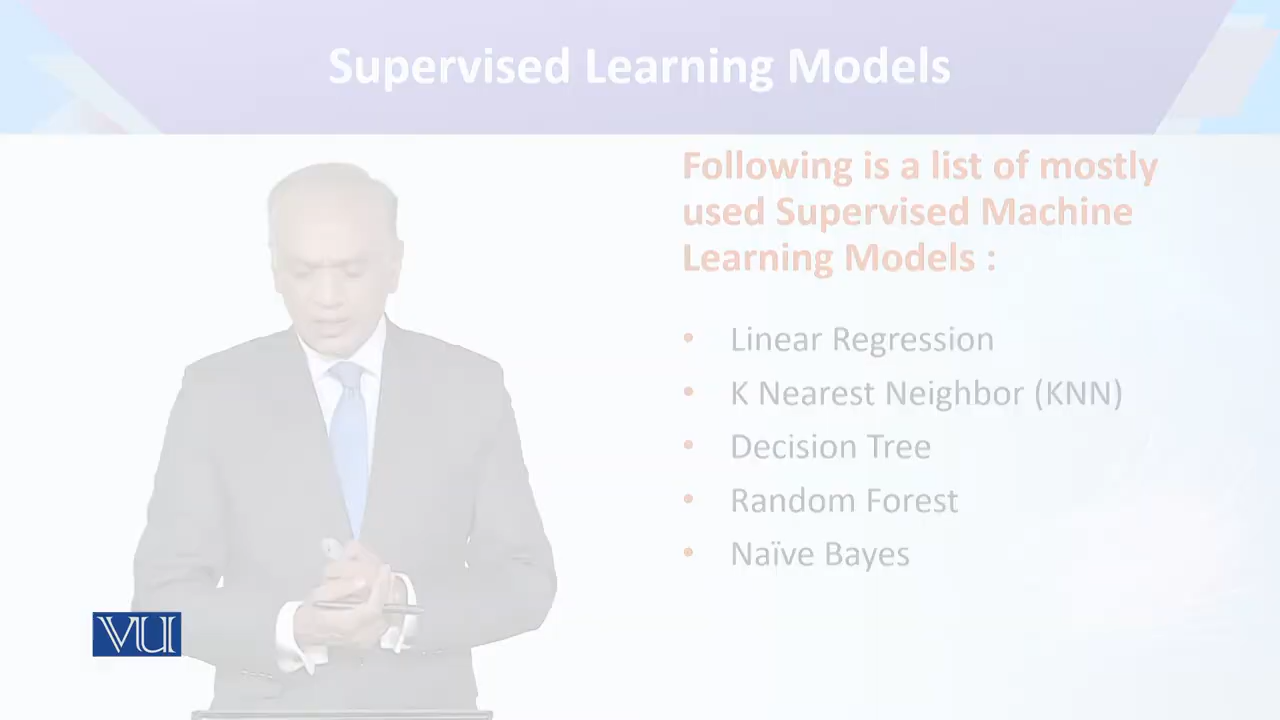 Supervised Learning Models
Following is a list of mostly
used Supervised Machine
Learning Models :
• Linear Regression
• K Nearest Neighbor (KNN)
• Decision Tree
• Random Forest
• Naïve Bayes
VU